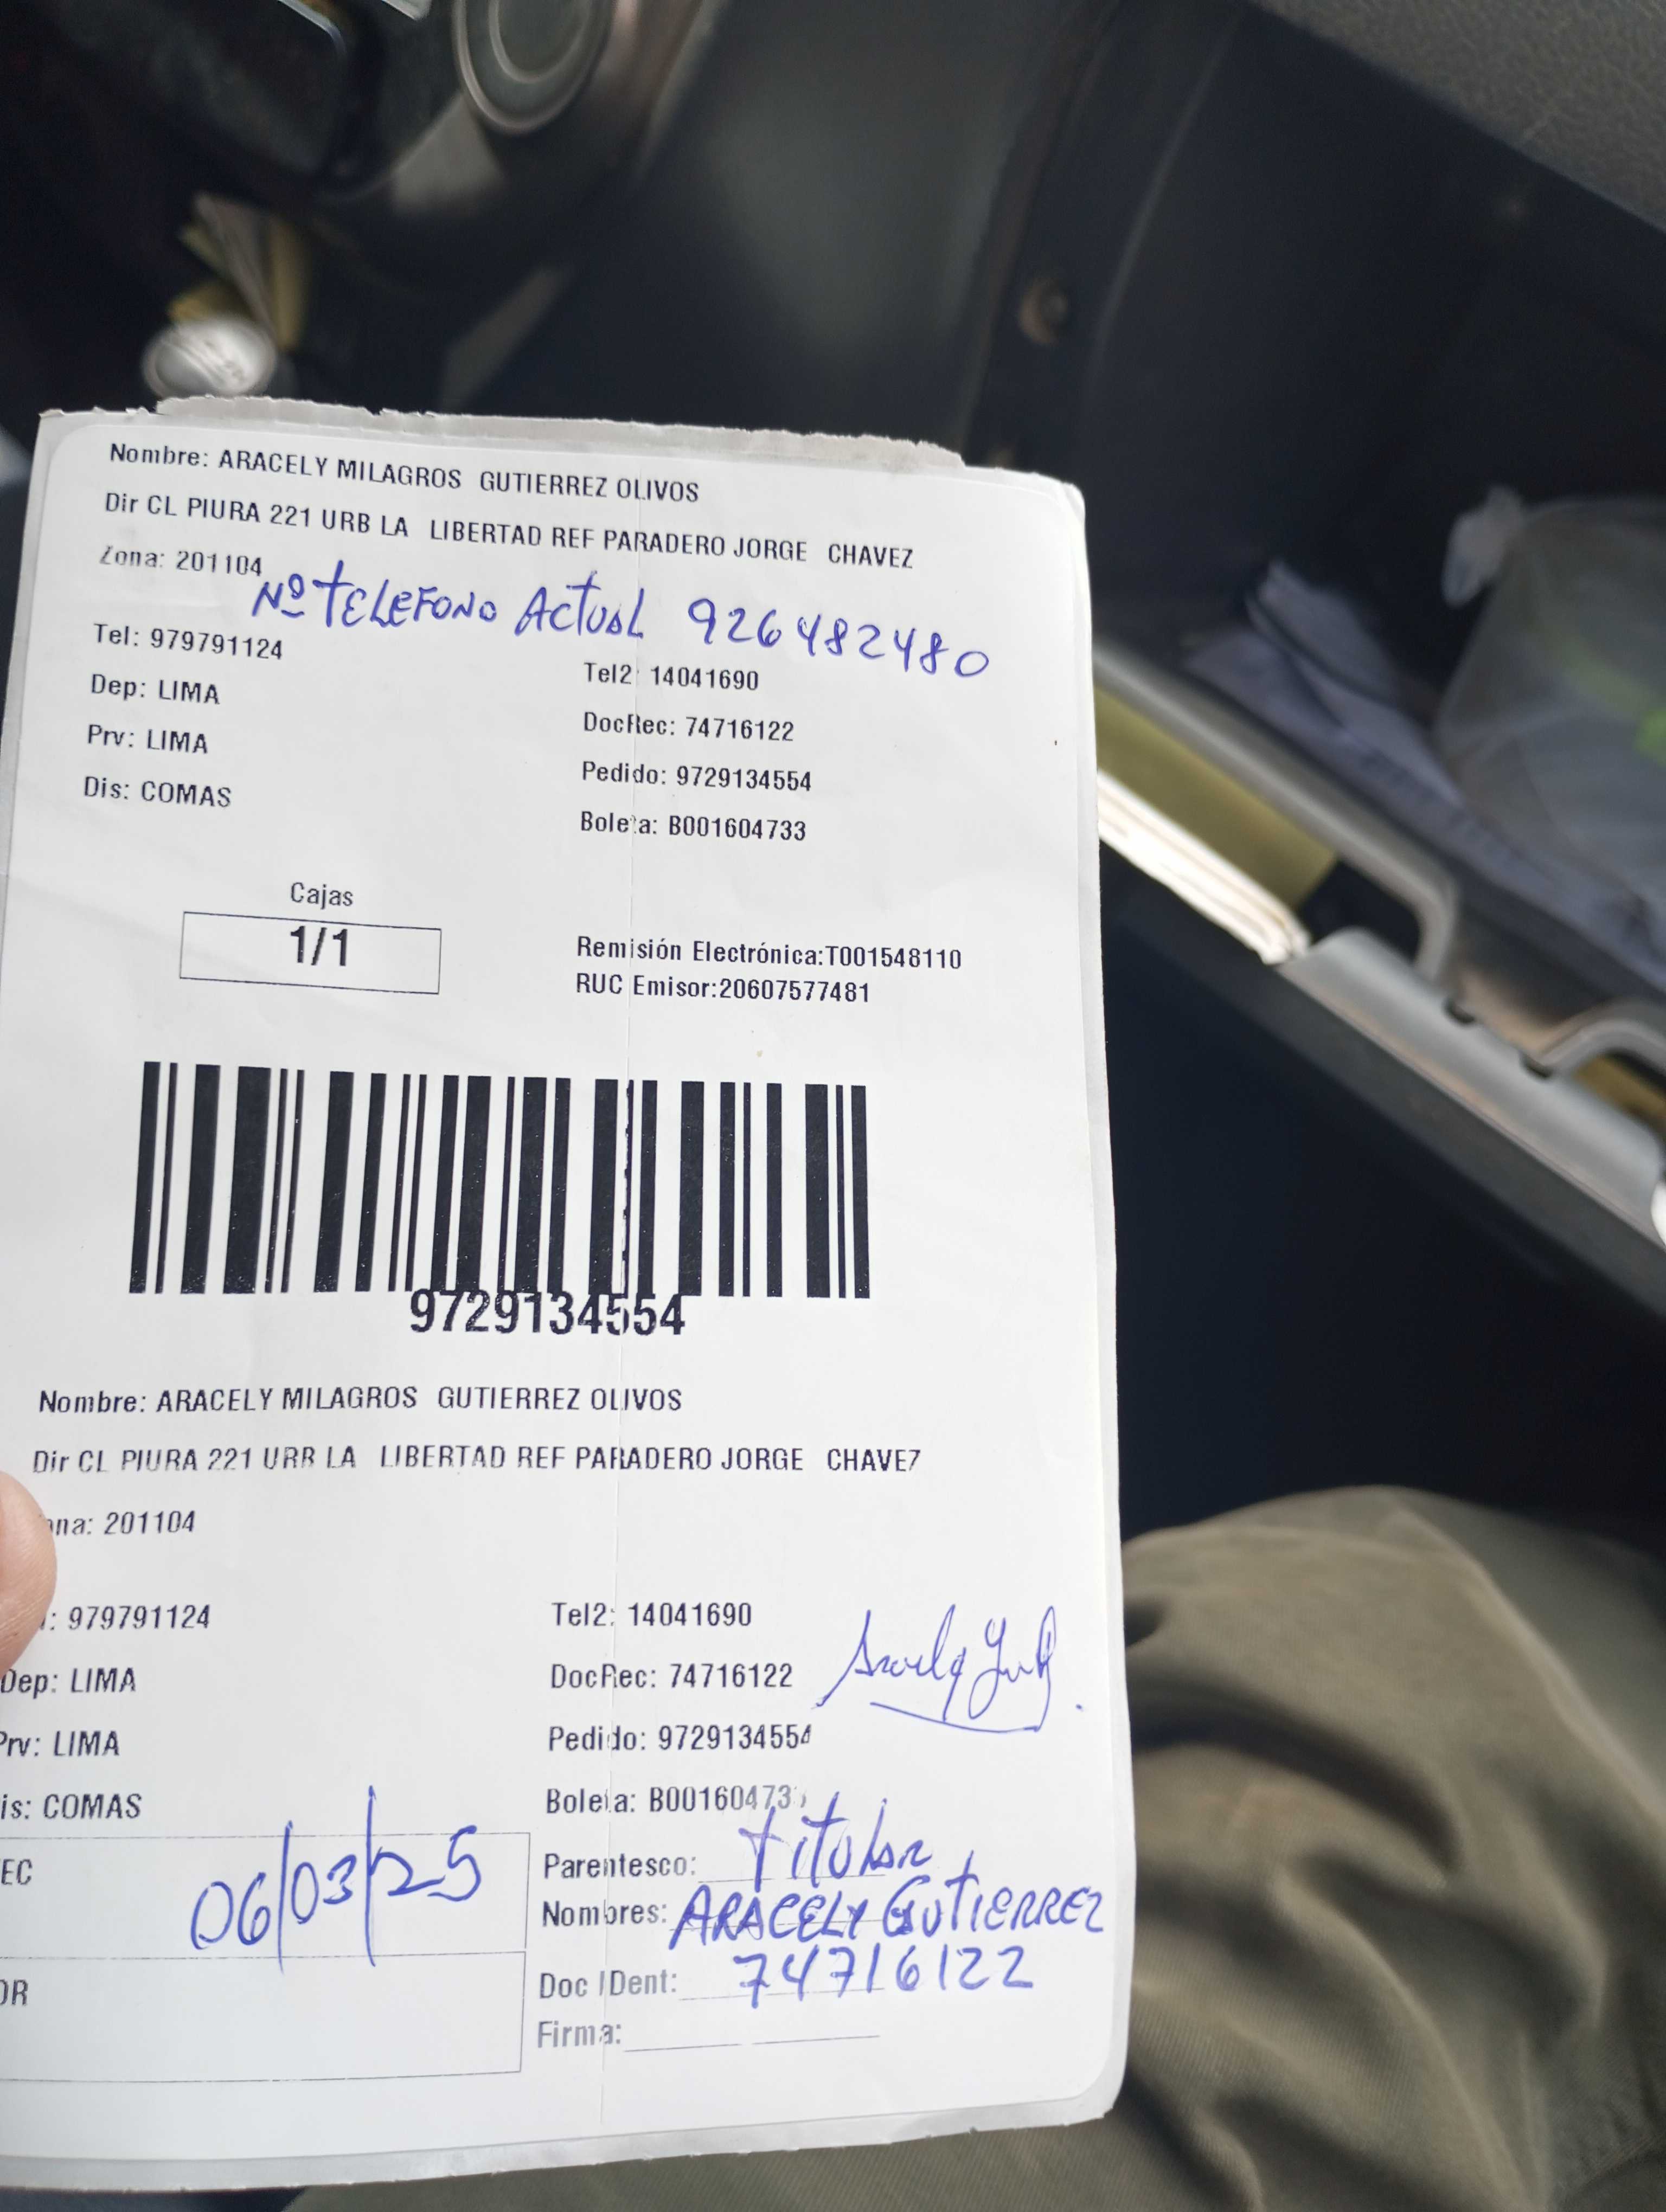 Nombre: ARACELY MILAGROS GUTIERREZ OLIVOS
Dir CL PIURA 221 URB LA LIBERTAD REF PARADERO JORGE CHAVEZ
Zona: 201104
Nº TELEFONO ACTUAL 926482480
Tel: 979791124 Tel2: 14041690
Dep: LIMA DocRec: 74716122
Prv: LIMA Pedido: 9729134554
Dis: COMAS Boleta: B001604733
Cajas
1/1
Remisión Electrónica:T001548110
RUC Emisor:20607577481
9729134554
Nombre: ARACELY MILAGROS GUTIERREZ OLIVOS
Dir CL PIURA 221 URB LA LIBERTAD REF PARADERO JORGE CHAVEZ
ona: 201104
: 979791124 Tel2: 14041690
Dep: LIMA DocRec: 74716122
Prv: LIMA Pedido: 9729134554
is: COMAS Boleta: B00160473
EC 06/03/25
Parentesco: titular
Nombres: ARACELY GUTIERREZ
OR
Doc IDent: 74716122
Firma: